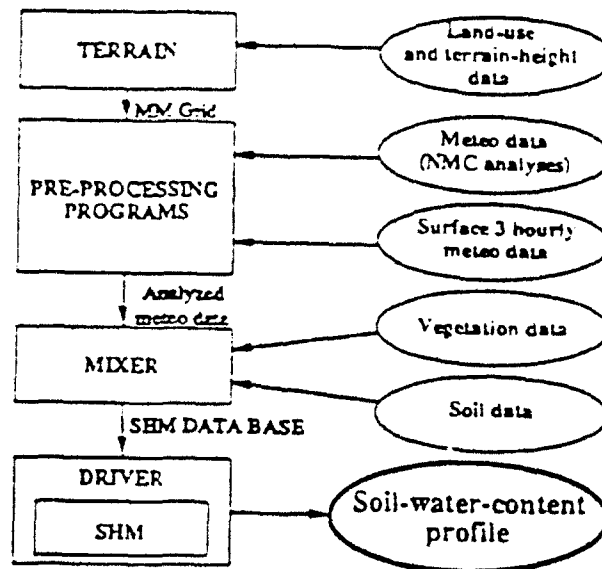 TERRAIN
Land-use
and terrain-height
data
MM Grid
PRE-PROCESSING
PROGRAMS
Meteo data
(NMC analyses)
Surface 3 hourly
meteo data
Analyzed
meteo data
MIXER
Vegetation data
Soil data
SHM DATA BASE
DRIVER
SHM
Soil-water-content
profile